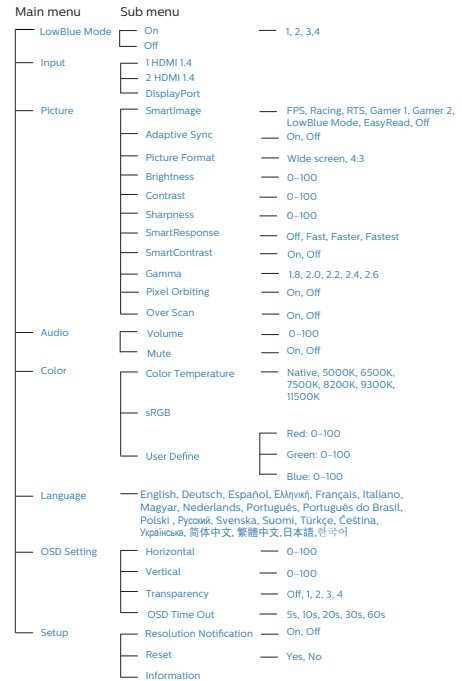 Main menu Sub menu
LowBlue Mode On 1, 2, 3,4
Off
Input 1 HDMI 1.4
2 HDMI 1.4
DisplayPort
Picture SmartImage FPS, Racing, RTS, Gamer 1, Gamer 2,
LowBlue Mode, EasyRead, Off
Adaptive Sync On, Off
Picture Format Wide screen, 4:3
Brightness 0–100
Contrast 0–100
Sharpness 0–100
SmartResponse Off, Fast, Faster, Fastest
SmartContrast On, Off
Gamma 1.8, 2.0, 2.2, 2.4, 2.6
Pixel Orbiting On, Off
Over Scan On, Off
Audio Volume 0–100
Mute On, Off
Color Color Temperature Native, 5000K, 6500K,
7500K, 8200K, 9300K,
11500K
sRGB
User Define Red: 0–100
Green: 0–100
Blue: 0–100
Language English, Deutsch, Español, Ελληνική, Français, Italiano,
Magyar, Nederlands, Português, Português do Brasil,
Polski , Русский, Svenska, Suomi, Türkçe, Čeština,
Українська, 简体中文, 繁體中文,日本語,한국어
OSD Setting Horizontal 0–100
Vertical 0–100
Transparency Off, 1, 2, 3, 4
OSD Time Out 5s, 10s, 20s, 30s, 60s
Setup Resolution Notification On, Off
Reset Yes, No
Information